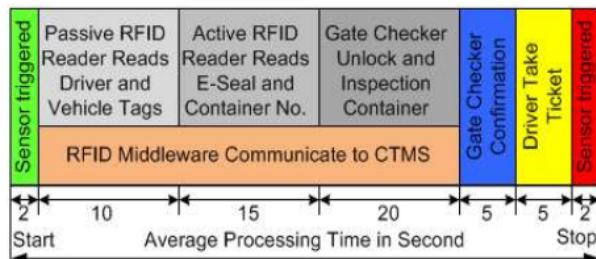 Sensor triggered
Passive RFID
Reader Reads
Driver and
Vehicle Tags
Active RFID
Reader Reads
E-Seal and
Container No.
Gate Checker
Unlock and
Inspection
Container
RFID Middleware Communicate to CTMS
Gate Checker
Confirmation
Driver Take
Ticket
Sensor triggered
2 10 15 20 5 5 2
Start Average Processing Time in Second Stop